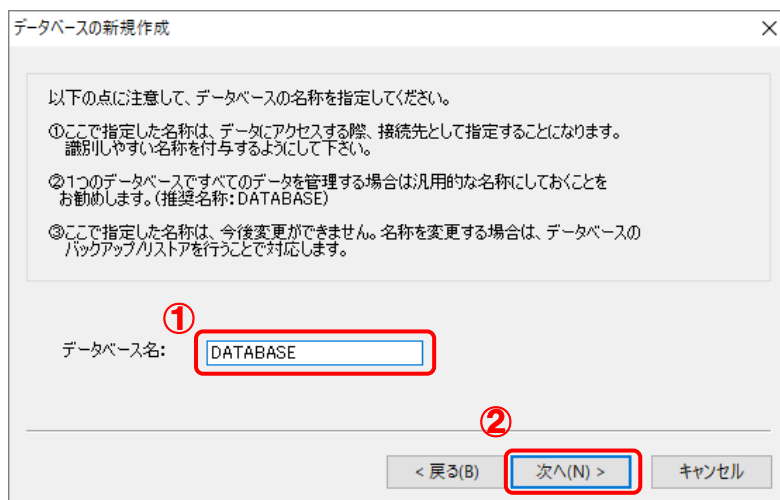 データベースの新規作成
以下の点に注意して、データベースの名称を指定してください。
①ここで指定した名称は、データにアクセスする際、接続先として指定することになります。
識別しやすい名称を付与するようにして下さい。
②1つのデータベースですべてのデータを管理する場合は汎用的な名称にしておくことを
お勧めします。(推奨名称:DATABASE)
③ここで指定した名称は、今後変更ができません。名称を変更する場合は、データベースの
バックアップ/リストアを行うことで対応します。
①
データベース名: DATABASE
②
< 戻る(B) 次へ(N) > キャンセル